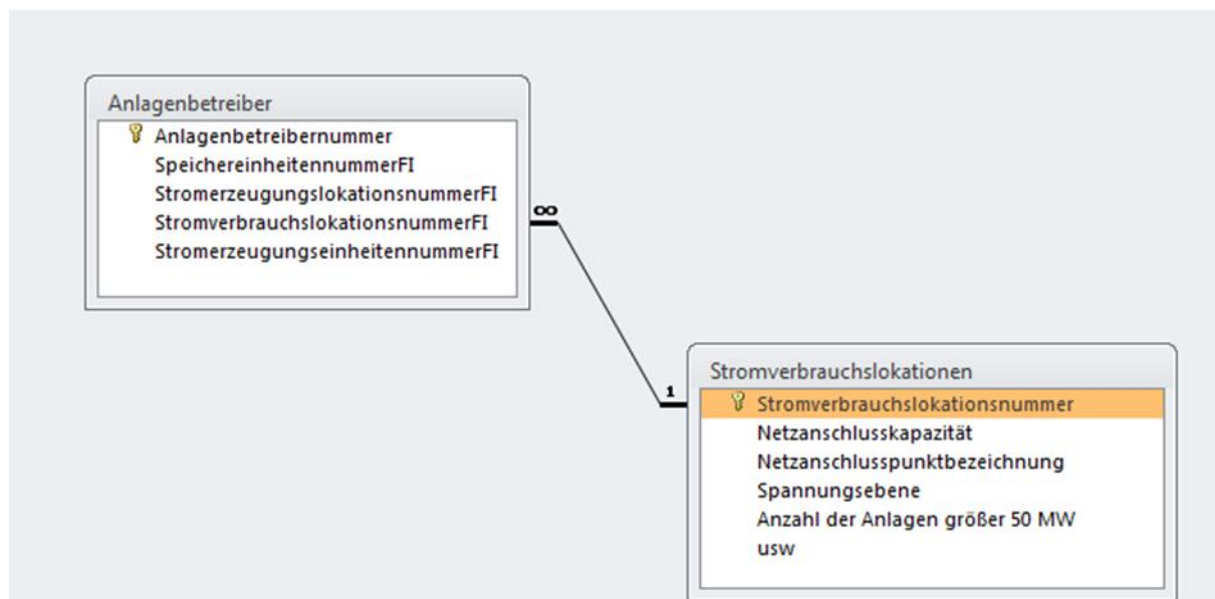 Anlagenbetreiber
Anlagenbetreibernummer
SpeichereinheitennummerFI
StromerzeugungslokationsnummerFI
StromverbrauchslokationsnummerFI
StromerzeugungseinheitennummerFI
∞
1
Stromverbrauchslokationen
Stromverbrauchslokationsnummer
Netzanschlusskapazität
Netzanschlusspunktbezeichnung
Spannungsebene
Anzahl der Anlagen größer 50 MW
usw